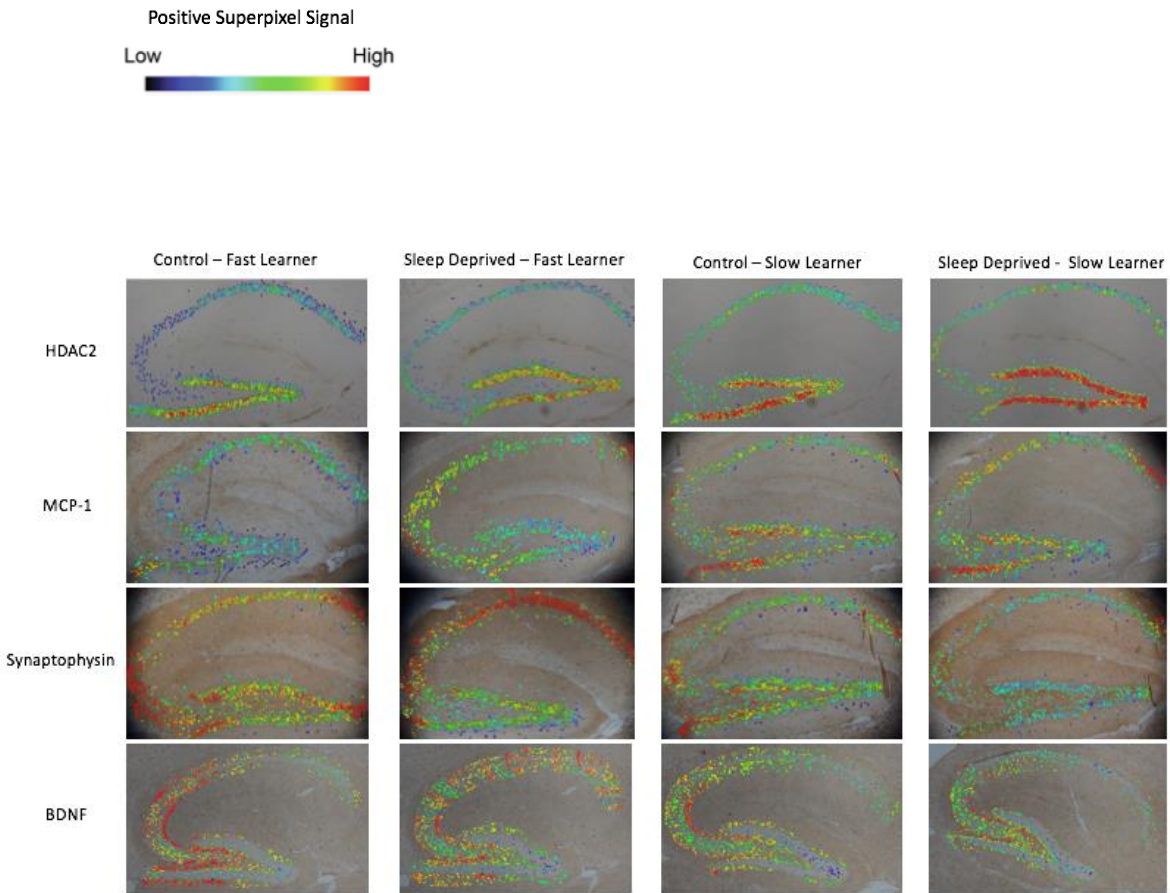 Positive Superpixel Signal
Low High
Control – Fast Learner Sleep Deprived – Fast Learner Control – Slow Learner Sleep Deprived - Slow Learner
HDAC2
MCP-1
Synaptophysin
BDNF